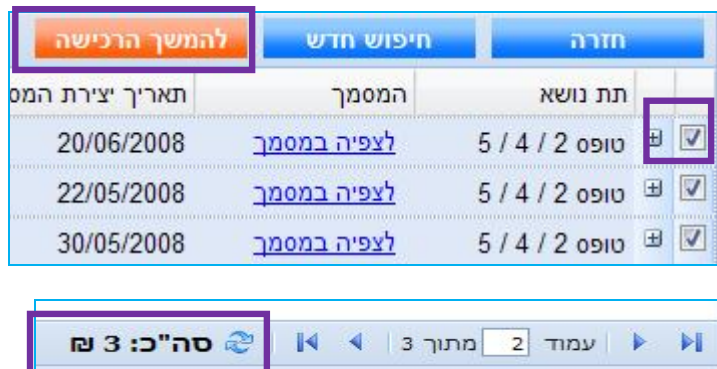 חזרה חיפוש חדש להמשך הרכישה
תת נושא המסמך תאריך יצירת המס
טופס 2 / 4 / 5 לצפיה במסמך 20/06/2008
טופס 2 / 4 / 5 לצפיה במסמך 22/05/2008
טופס 2 / 4 / 5 לצפיה במסמך 30/05/2008
עמוד 2 מתוך 3 סה"כ: 3 ₪